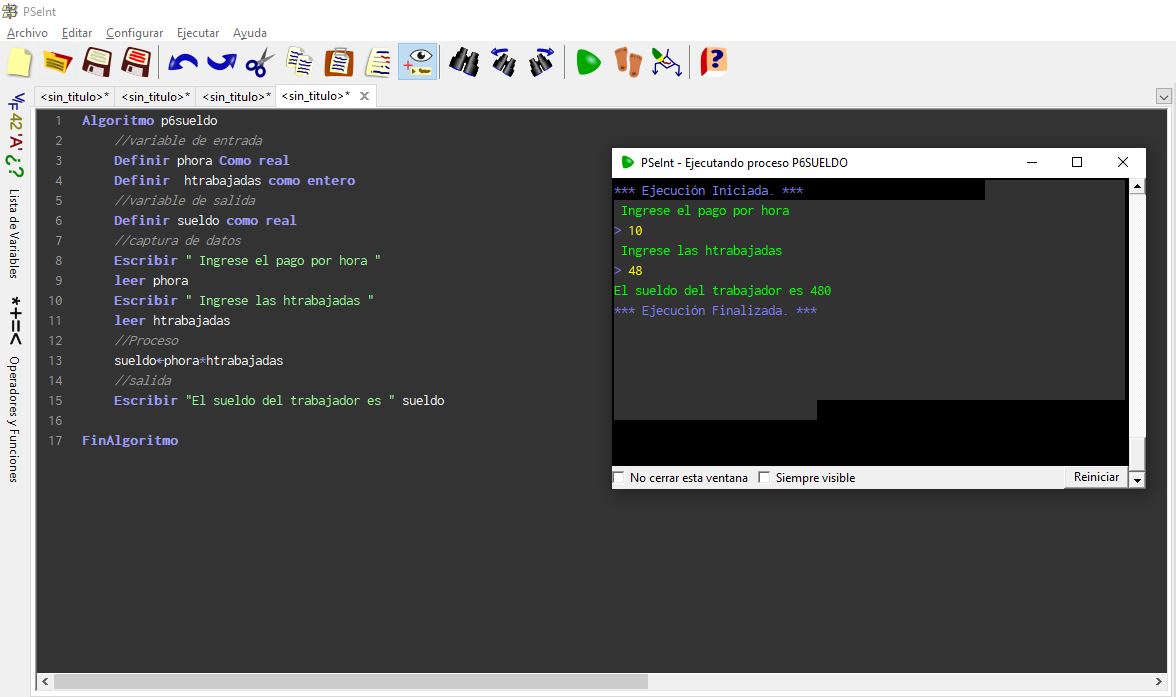 PSeInt
Archivo Editar Configurar Ejecutar Ayuda
<sin_titulo>* <sin_titulo>* <sin_titulo>* <sin_titulo>*
VF 42 'A' ¿?
Lista de Variables
*+=<
Operadores y Funciones
1 Algoritmo p6sueldo
2 //variable de entrada
3 Definir phora Como real
4 Definir  htrabajadas como entero
5 //variable de salida
6 Definir sueldo como real
7 //captura de datos
8 Escribir " Ingrese el pago por hora "
9 leer phora
10 Escribir " Ingrese las htrabajadas "
11 leer htrabajadas
12 //Proceso
13 sueldo←phora*htrabajadas
14 //salida
15 Escribir "El sueldo del trabajador es " sueldo
16
17 FinAlgoritmo
PSeInt - Ejecutando proceso P6SUELDO
*** Ejecución Iniciada. ***
Ingrese el pago por hora
> 10
Ingrese las htrabajadas
> 48
El sueldo del trabajador es 480
*** Ejecución Finalizada. ***
No cerrar esta ventana Siempre visible Reiniciar